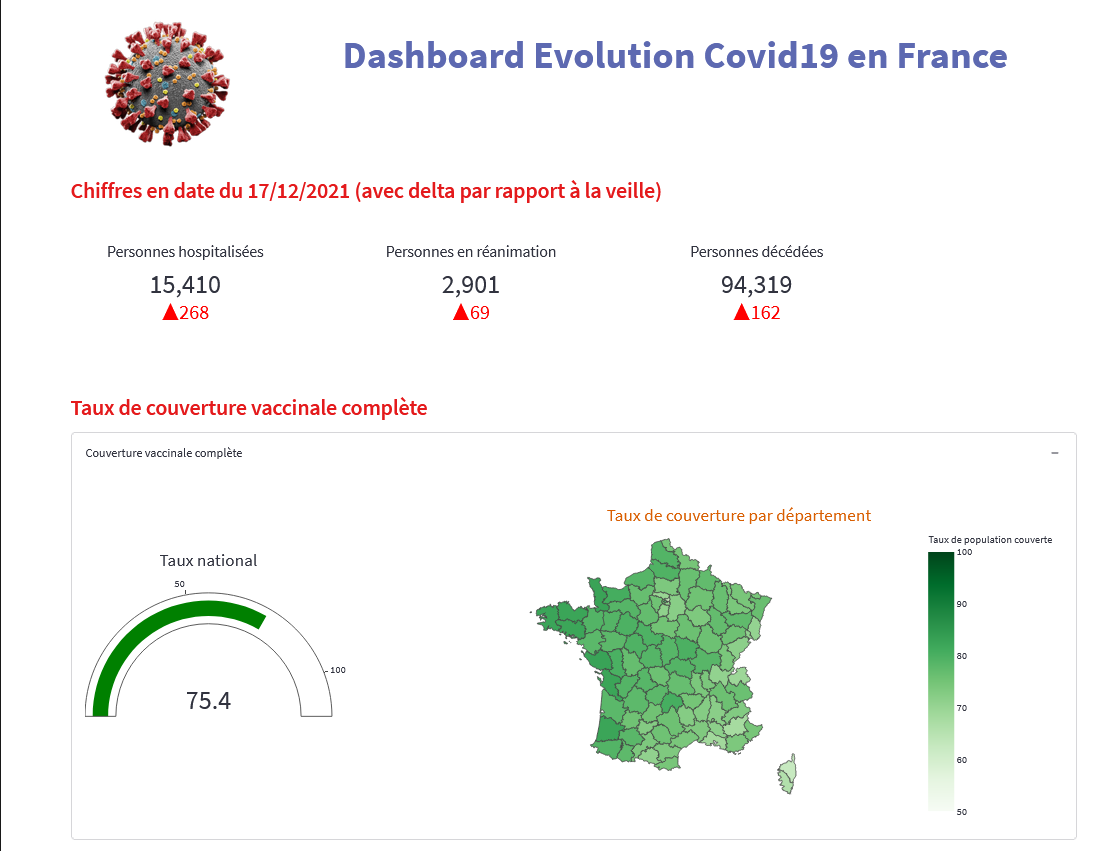 Dashboard Evolution Covid19 en France
Chiffres en date du 17/12/2021 (avec delta par rapport à la veille)
Personnes hospitalisées
15,410
▲268
Personnes en réanimation
2,901
▲69
Personnes décédées
94,319
▲162
Taux de couverture vaccinale complète
Couverture vaccinale complète
Taux national
50
100
75.4
Taux de couverture par département
Taux de population couverte
100
90
80
70
60
50